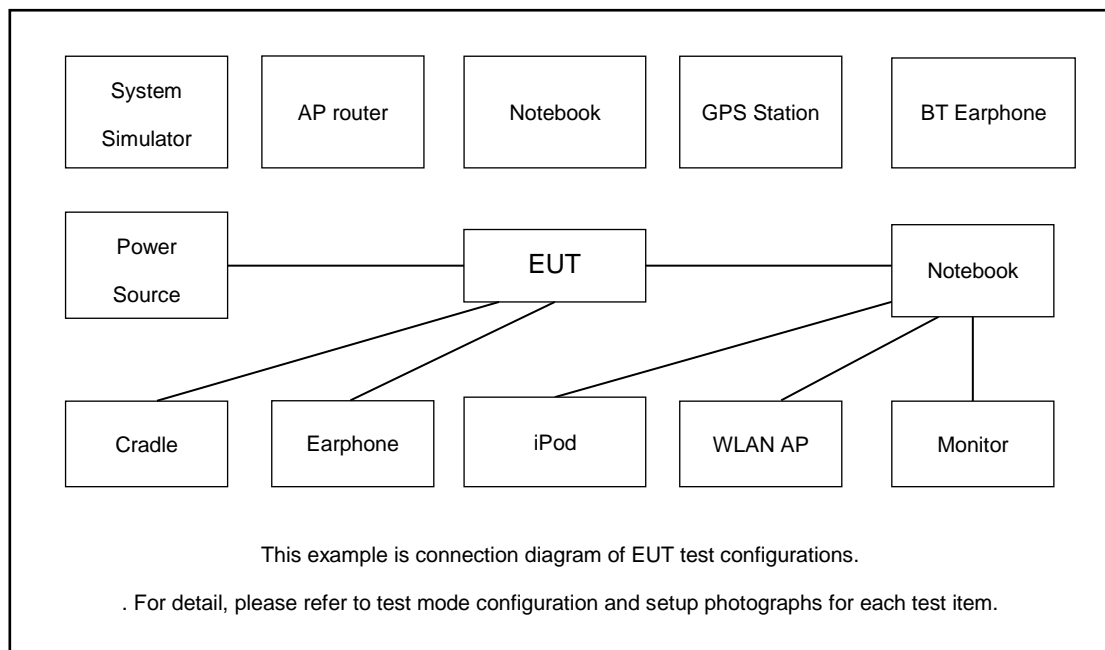 System
Simulator
AP router
Notebook
GPS Station
BT Earphone
Power
Source
EUT
Notebook
Cradle
Earphone
iPod
WLAN AP
Monitor
This example is connection diagram of EUT test configurations.
. For detail, please refer to test mode configuration and setup photographs for each test item.